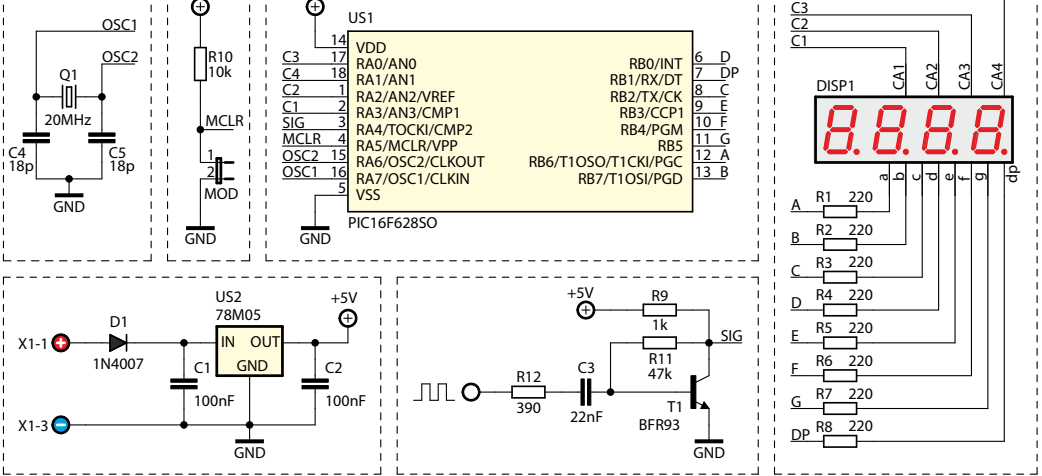 OSC1
OSC2
Q1
20MHz
C4
18p
C5
18p
GND
R10
10k
MCLR
1
2
MOD
GND
US1
14 VDD
C3 17 RA0/AN0
C4 18 RA1/AN1
C2 1 RA2/AN2/VREF
C1 2 RA3/AN3/CMP1
SIG 3 RA4/TOCKI/CMP2
MCLR 4 RA5/MCLR/VPP
OSC2 15 RA6/OSC2/CLKOUT
OSC1 16 RA7/OSC1/CLKIN
5 VSS
RB0/INT 6 D
RB1/RX/DT 7 DP
RB2/TX/CK 8 C
RB3/CCP1 9 E
RB4/PGM 10 F
RB5 11 G
RB6/T1OSO/T1CKI/PGC 12 A
RB7/T1OSI/PGD 13 B
PIC16F628SO
GND
C3
C2
C1
CA1 CA2 CA3 CA4
DISP1
8.8.8.8.
a b c d e f g dp
A R1 220
B R2 220
C R3 220
D R4 220
E R5 220
F R6 220
G R7 220
DP R8 220
US2
78M05
+5V
D1
X1-1
1N4007
IN OUT
GND
C1
100nF
C2
100nF
X1-3
GND
+5V
R9
1k
SIG
R11
47k
R12
390
C3
22nF
T1
BFR93
GND